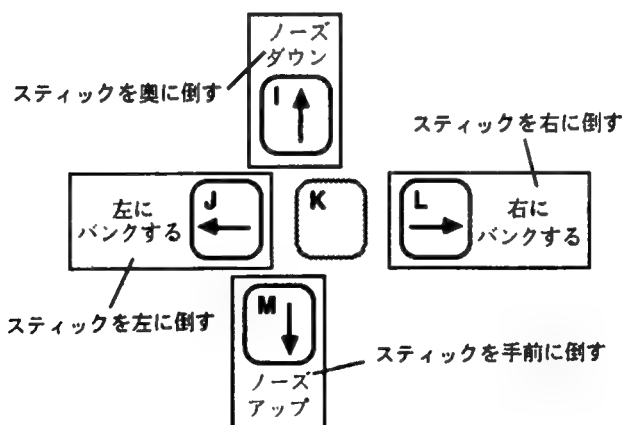 ノーズ
ダウン
スティックを奥に倒す
I
スティックを右に倒す
左に
バンクする
J
K
L
右に
バンクする
スティックを左に倒す
M
スティックを手前に倒す
ノーズ
アップ